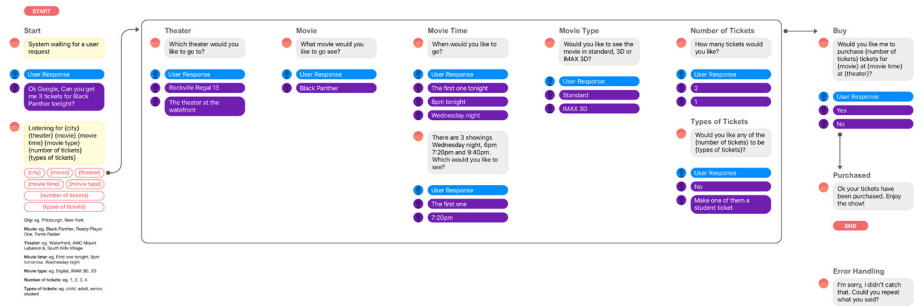 START
Start
System waiting for a user
request
User Response
Ok Google, Can you get
me 3 tickets for Black
Panther tonight?
Listening for {city}
{theater} {movie} {movie
time} {movie type}
{number of tickets}
{types of tickets}
{city} {movie} {theater}
{movie time} {movie type}
{number of tickets}
{types of tickets}
City: eg. Pittsburgh, New York
Movie: eg. Black Panther, Ready Player
One, Tomb Raider
Theater: eg. Waterfront, AMC Mount
Lebanon 6, South Hills Village
Movie time: eg. First one tonight, 8pm
tomorrow, Wednesday night
Movie type: eg. Digital, IMAX 3D, 3D
Number of tickets: eg. 1, 2, 3, 4
Types of tickets: eg. child, adult, senior,
student
Theater
Which theater would you
like to go to?
User Response
Rockville Regal 13
The theater at the
watefront
Movie
What movie would you
like to go see?
User Response
Black Panther
Movie Time
When would you like to
go?
User Response
The first one tonight
8pm tonight
Wednesday night
There are 3 showings
Wednesday night, 6pm
7:20pm and 9:40pm.
Which would you like to
see?
User Response
The first one
7:20pm
Movie Type
Would you like to see the
movie in standard, 3D or
IMAX 3D?
User Response
Standard
IMAX 3D
Number of Tickets
How many tickets would
you like?
User Response
2
1
Types of Tickets
Would you like any of the
{number of tickets} to be
{types of tickets}?
User Response
No
Make one of them a
student ticket
Buy
Would you like me to
purchase {number of
tickets} tickets for
{movie} at {movie time}
at {theater}?
User Response
Yes
No
Purchased
Ok your tickets have
been purchased. Enjoy
the show!
END
Error Handling
I'm sorry, I didn't catch
that. Could you repeat
what you said?